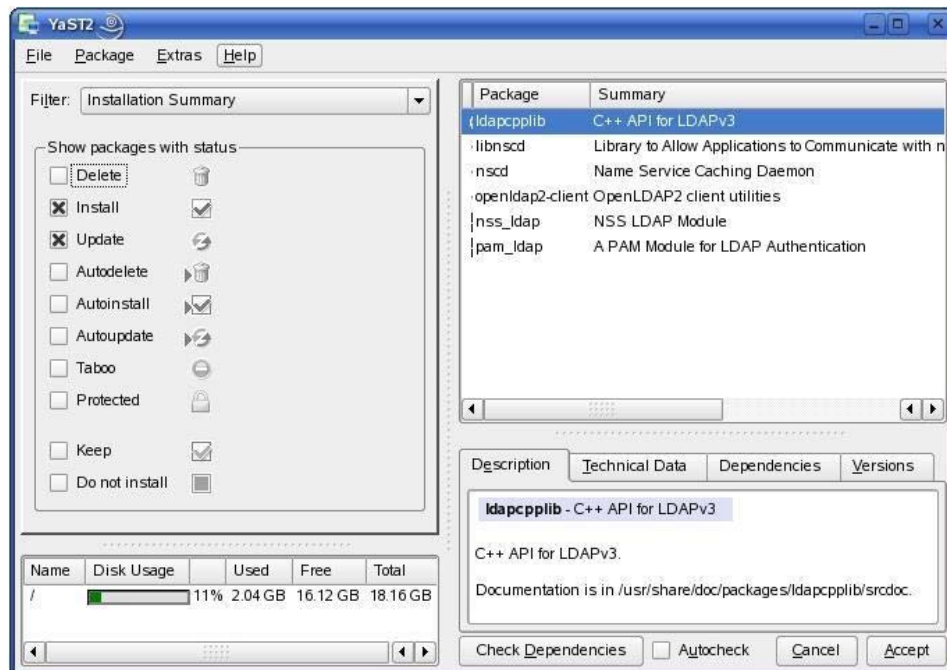 YaST2
File Package Extras Help
Filter: Installation Summary
Show packages with status
Delete
Install
Update
Autodelete
Autoinstall
Autoupdate
Taboo
Protected
Keep
Do not install
Name Disk Usage Used Free Total
/ 11% 2.04 GB 16.12 GB 18.16 GB
Package Summary
ldapcpplib C++ API for LDAPv3
libnscd Library to Allow Applications to Communicate with n
nscd Name Service Caching Daemon
openldap2-client OpenLDAP2 client utilities
nss_ldap NSS LDAP Module
pam_ldap A PAM Module for LDAP Authentication
Description Technical Data Dependencies Versions
ldapcpplib - C++ API for LDAPv3
C++ API for LDAPv3.
Documentation is in /usr/share/doc/packages/ldapcpplib/srcdoc.
Check Dependencies Autocheck Cancel Accept